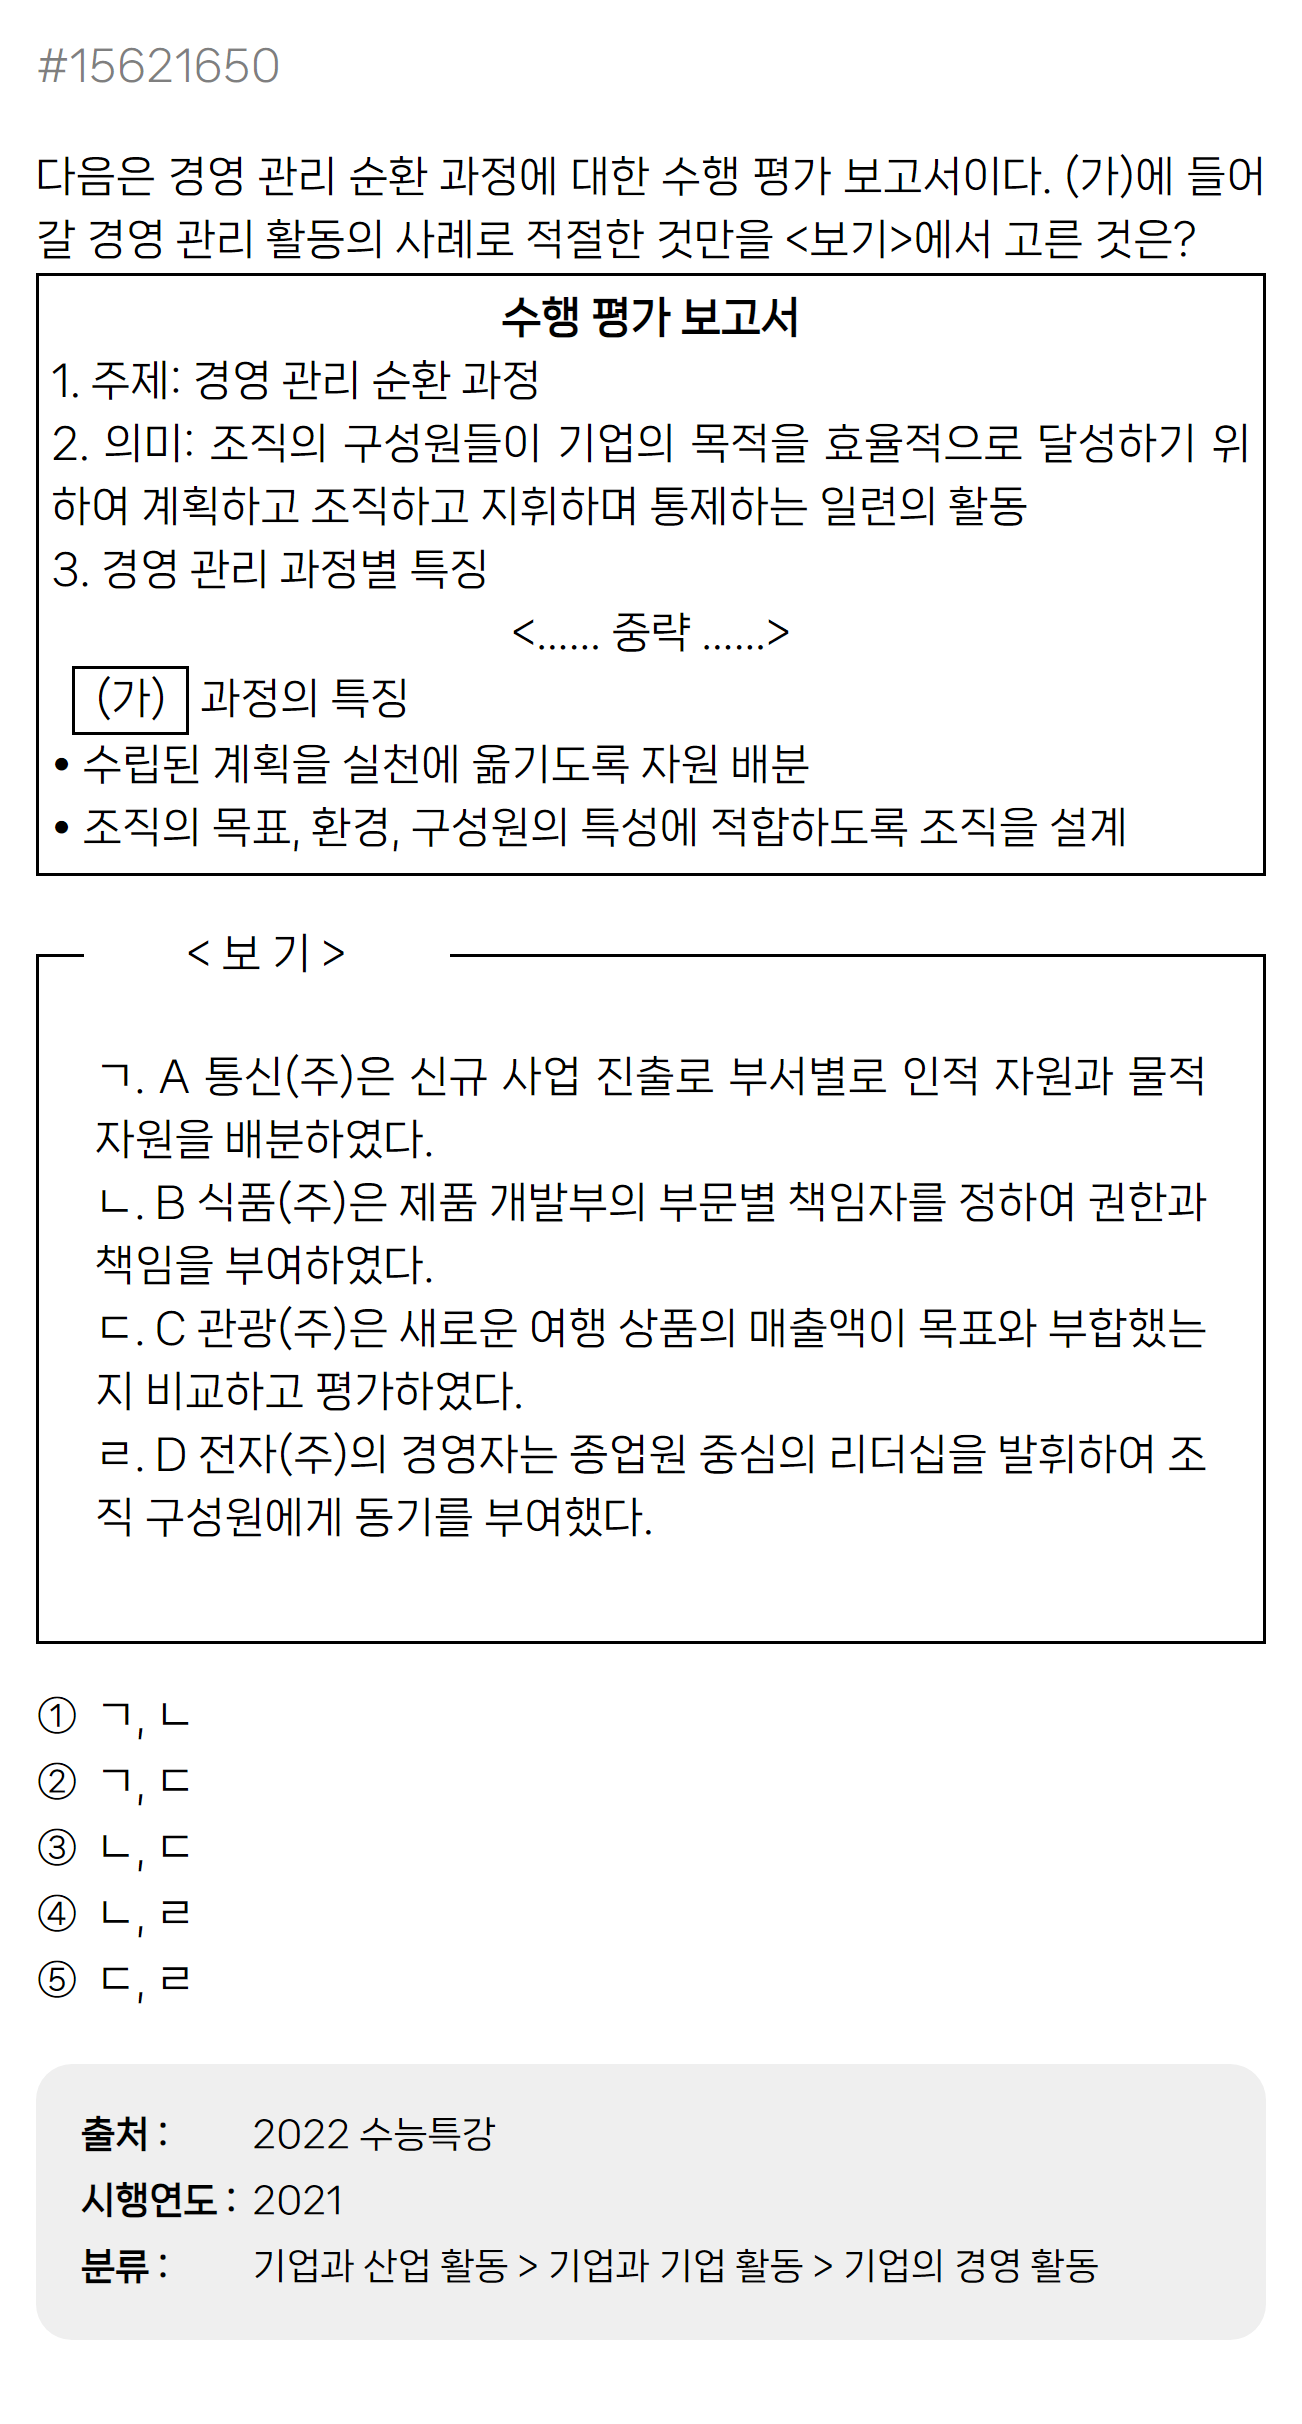 #15621650
다음은 경영 관리 순환 과정에 대한 수행 평가 보고서이다. (가)에 들어
갈 경영 관리 활동의 사례로 적절한 것만을 <보기>에서 고른 것은?
수행 평가 보고서
1. 주제: 경영 관리 순환 과정
2. 의미: 조직의 구성원들이 기업의 목적을 효율적으로 달성하기 위
하여 계획하고 조직하고 지휘하며 통제하는 일련의 활동
3. 경영 관리 과정별 특징
<...... 중략 ......>
(가) 과정의 특징
• 수립된 계획을 실천에 옮기도록 자원 배분
• 조직의 목표, 환경, 구성원의 특성에 적합하도록 조직을 설계
< 보 기 >
ㄱ. A 통신(주)은 신규 사업 진출로 부서별로 인적 자원과 물적
자원을 배분하였다.
ㄴ. B 식품(주)은 제품 개발부의 부문별 책임자를 정하여 권한과
책임을 부여하였다.
ㄷ. C 관광(주)은 새로운 여행 상품의 매출액이 목표와 부합했는
지 비교하고 평가하였다.
ㄹ. D 전자(주)의 경영자는 종업원 중심의 리더십을 발휘하여 조
직 구성원에게 동기를 부여했다.
① ㄱ, ㄴ
② ㄱ, ㄷ
③ ㄴ, ㄷ
④ ㄴ, ㄹ
⑤ ㄷ, ㄹ
출처 : 2022 수능특강
시행연도 : 2021
분류 : 기업과 산업 활동 > 기업과 기업 활동 > 기업의 경영 활동